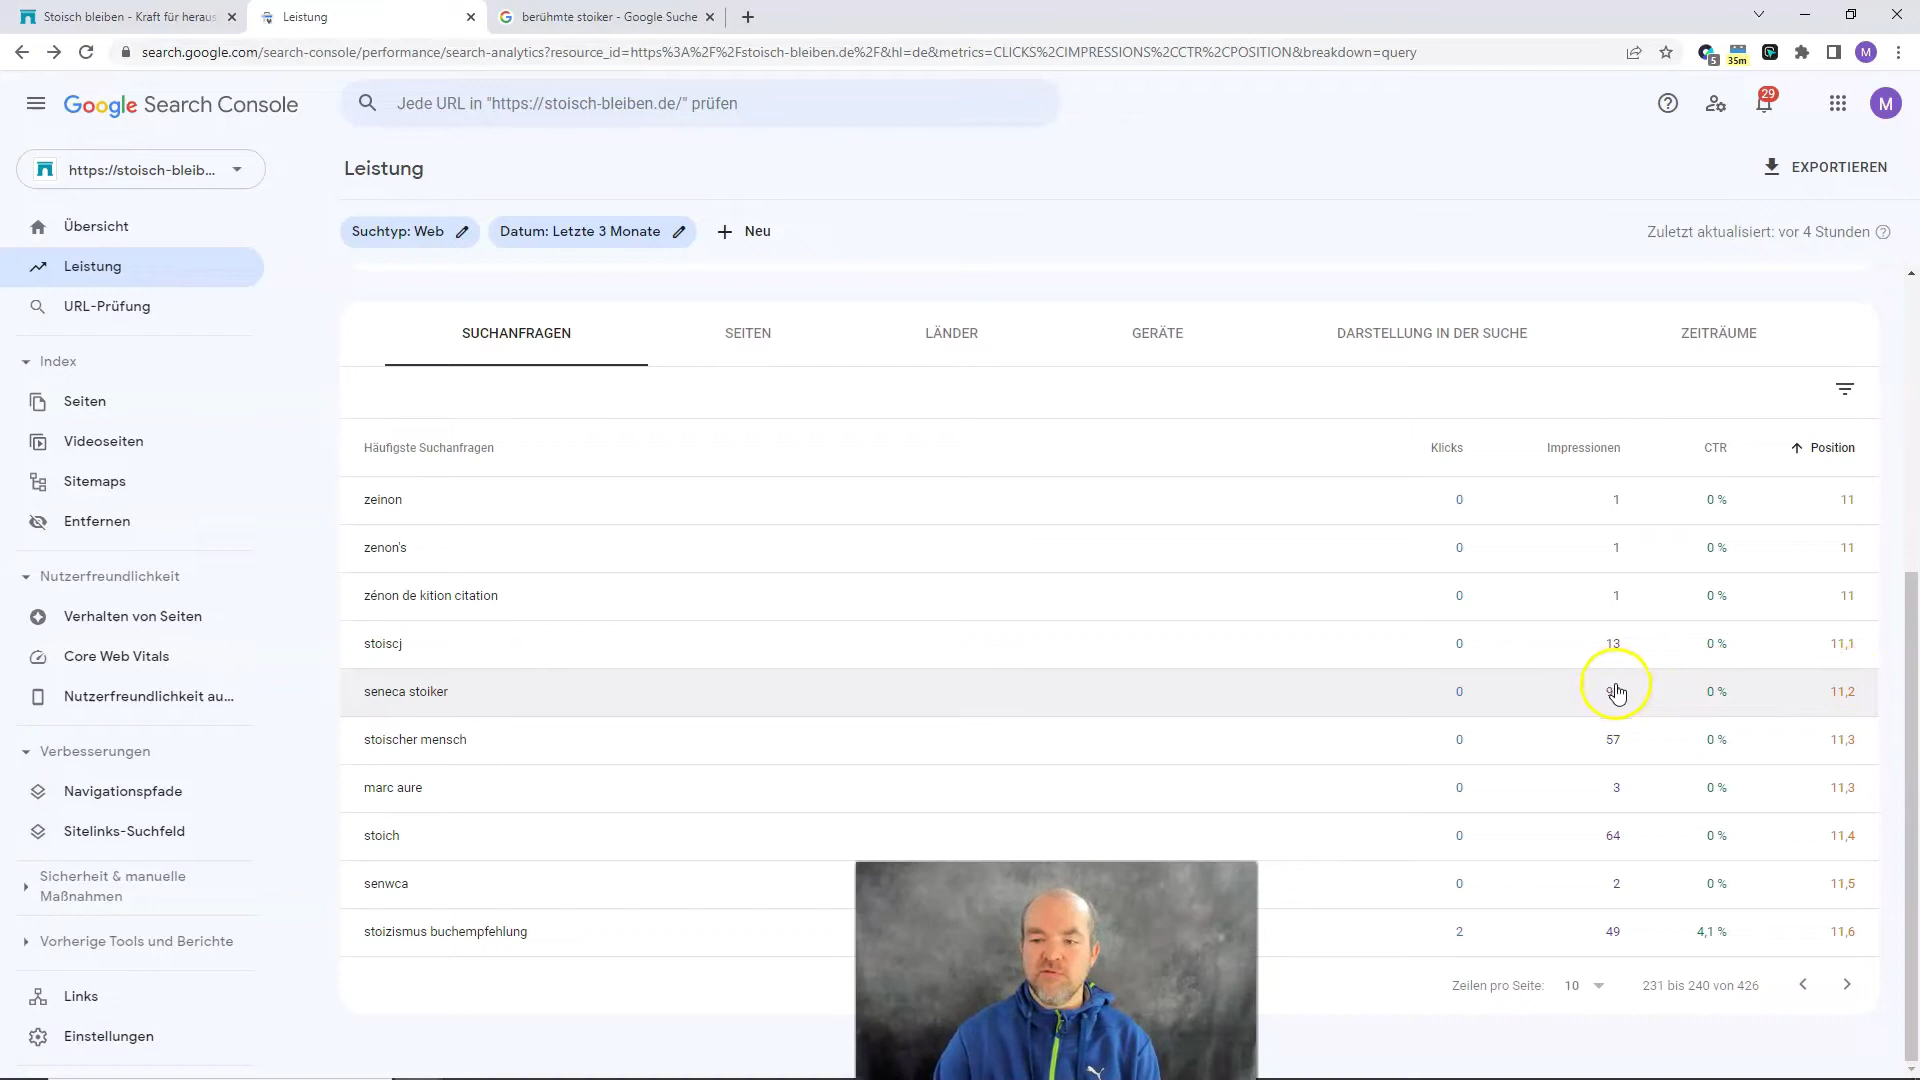 Stoisch bleiben - Kraft für heraus
Leistung
berühmte stoiker - Google Suche
search.google.com/search-console/performance/search-analytics?resource_id=https%3A%2F%2Fstoisch-bleiben.de%2F&hl=de&metrics=CLICKS%2CIMPRESSIONS%2CCTR%2CPOSITION&breakdown=query
5
35m
M
Google Search Console
Jede URL in "https://stoisch-bleiben.de/" prüfen
29
M
https://stoisch-bleib...
Leistung
EXPORTIEREN
Übersicht
Leistung
URL-Prüfung
Index
Seiten
Videoseiten
Sitemaps
Entfernen
Nutzerfreundlichkeit
Verhalten von Seiten
Core Web Vitals
Nutzerfreundlichkeit au...
Verbesserungen
Navigationspfade
Sitelinks-Suchfeld
Sicherheit & manuelle
Maßnahmen
Vorherige Tools und Berichte
Links
Einstellungen
Suchtyp: Web
Datum: Letzte 3 Monate
Neu
Zuletzt aktualisiert: vor 4 Stunden
SUCHANFRAGEN SEITEN LÄNDER GERÄTE DARSTELLUNG IN DER SUCHE ZEITRÄUME
Häufigste Suchanfragen Klicks Impressionen CTR Position
zeinon 0 1 0 % 11
zenon's 0 1 0 % 11
zénon de kition citation 0 1 0 % 11
stoiscj 0 13 0 % 11,1
seneca stoiker 0 0 % 11,2
stoischer mensch 0 57 0 % 11,3
marc aure 0 3 0 % 11,3
stoich 0 64 0 % 11,4
senwca 0 2 0 % 11,5
stoizismus buchempfehlung 2 49 4,1 % 11,6
Zeilen pro Seite: 10 231 bis 240 von 426